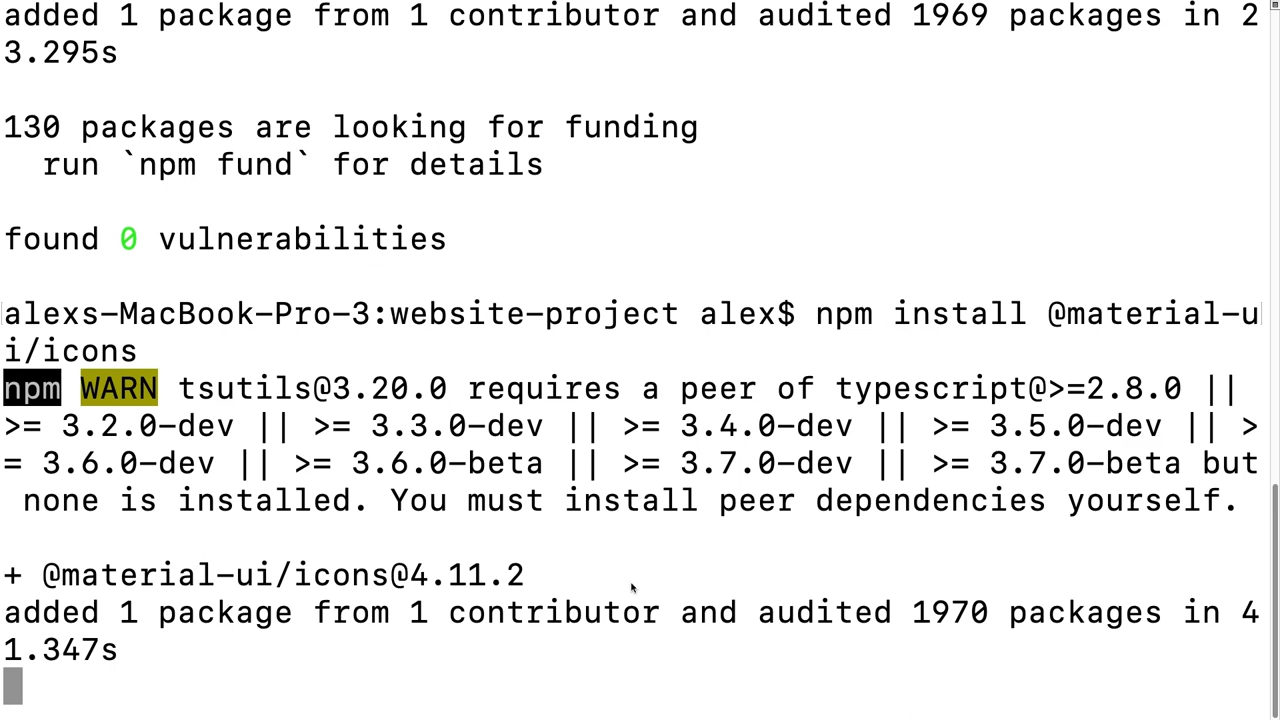 added 1 package from 1 contributor and audited 1969 packages in 2
3.295s
130 packages are looking for funding
run `npm fund` for details
found 0 vulnerabilities
alexs-MacBook-Pro-3:website-project alex$ npm install @material-u
i/icons
npm WARN tsutils@3.20.0 requires a peer of typescript@>=2.8.0 ||
>= 3.2.0-dev || >= 3.3.0-dev || >= 3.4.0-dev || >= 3.5.0-dev || >
= 3.6.0-dev || >= 3.6.0-beta || >= 3.7.0-dev || >= 3.7.0-beta but
none is installed. You must install peer dependencies yourself.
+ @material-ui/icons@4.11.2
added 1 package from 1 contributor and audited 1970 packages in 4
1.347s